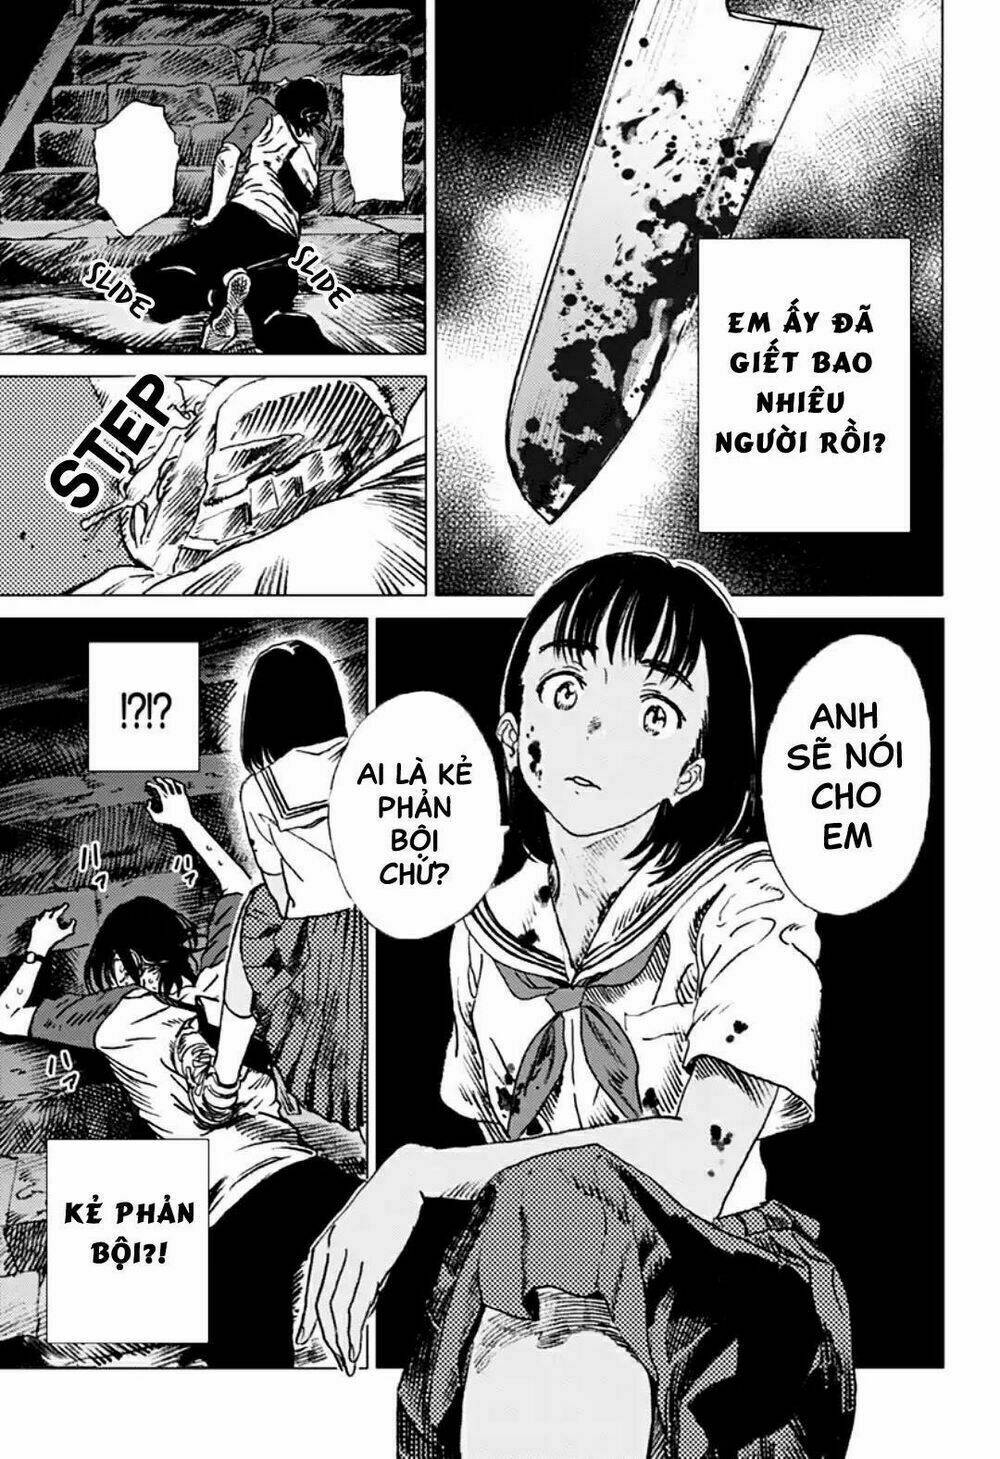 EM ẤY ĐÃ
GIẾT BAO
NHIÊU
NGƯỜI RỒI?
SLIDE
SLIDE
STEP
ANH
SẼ NÓI
CHO
EM
AI LÀ KẺ
PHẢN
BỘI
CHỨ?
!?!?
KẺ PHẢN
BỘI?!